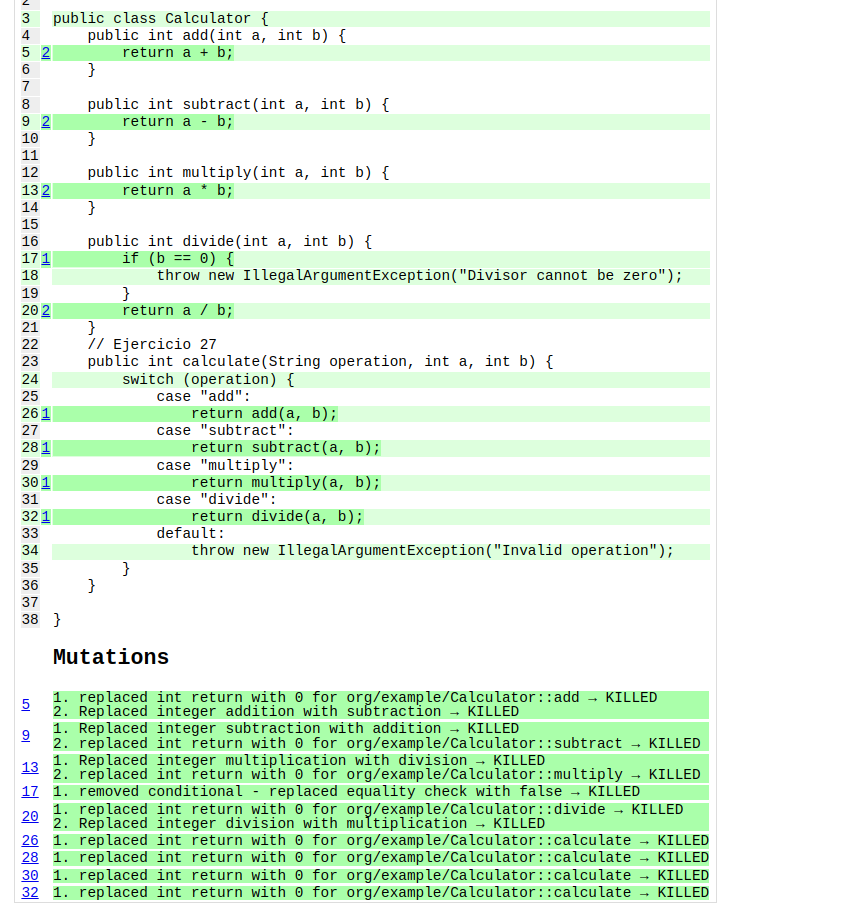 2
3 public class Calculator {
4 public int add(int a, int b) {
5 2 return a + b;
6 }
7
8 public int subtract(int a, int b) {
9 2 return a - b;
10 }
11
12 public int multiply(int a, int b) {
13 2 return a * b;
14 }
15
16 public int divide(int a, int b) {
17 1 if (b == 0) {
18 throw new IllegalArgumentException("Divisor cannot be zero");
19 }
20 2 return a / b;
21 }
22 // Ejercicio 27
23 public int calculate(String operation, int a, int b) {
24 switch (operation) {
25 case "add":
26 1 return add(a, b);
27 case "subtract":
28 1 return subtract(a, b);
29 case "multiply":
30 1 return multiply(a, b);
31 case "divide":
32 1 return divide(a, b);
33 default:
34 throw new IllegalArgumentException("Invalid operation");
35 }
36 }
37
38 }
Mutations
5 1. replaced int return with 0 for org/example/Calculator::add → KILLED
2. Replaced integer addition with subtraction → KILLED
9 1. Replaced integer subtraction with addition → KILLED
2. replaced int return with 0 for org/example/Calculator::subtract → KILLED
13 1. Replaced integer multiplication with division → KILLED
2. replaced int return with 0 for org/example/Calculator::multiply → KILLED
17 1. removed conditional - replaced equality check with false → KILLED
20 1. replaced int return with 0 for org/example/Calculator::divide → KILLED
2. Replaced integer division with multiplication → KILLED
26 1. replaced int return with 0 for org/example/Calculator::calculate → KILLED
28 1. replaced int return with 0 for org/example/Calculator::calculate → KILLED
30 1. replaced int return with 0 for org/example/Calculator::calculate → KILLED
32 1. replaced int return with 0 for org/example/Calculator::calculate → KILLED